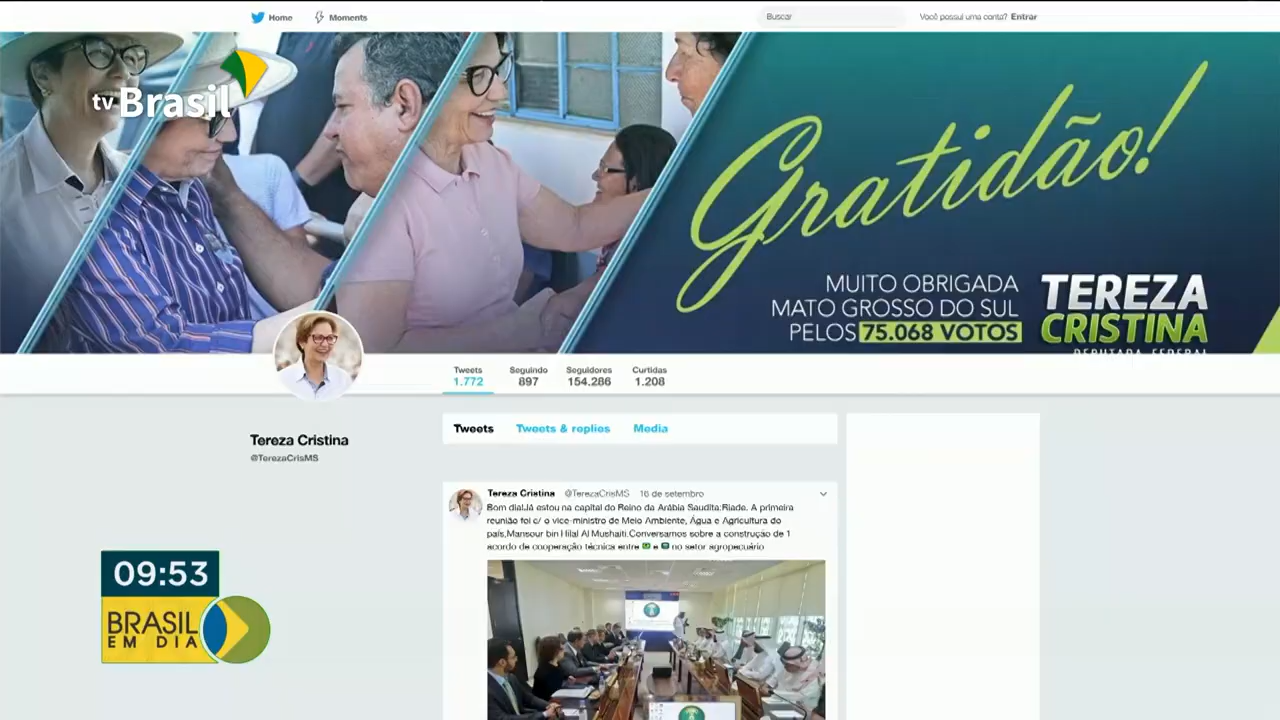 Home
Moments
Buscar
Você possui uma conta? Entrar
tv Brasil
Gratidão!
MUITO OBRIGADA
MATO GROSSO DO SUL
PELOS 75.068 VOTOS
TEREZA
CRISTINA
DEPUTADA FEDERAL
Tweets
1.772
Seguindo
897
Seguidores
154.286
Curtidas
1.208
Tereza Cristina
@TerezaCrisMS
Tweets
Tweets & replies
Media
Tereza Cristina @TerezaCrisMS 16 de setembro
Bom dia!Já estou na capital do Reino da Arábia Saudita:Riade. A primeira
reunião foi c/ o vice-ministro de Meio Ambiente, Água e Agricultura do
país,Mansour bin Hilal Al Mushaiti.Conversamos sobre a construção de 1
acordo de cooperação técnica entre 🇧🇷 e 🇸🇦 no setor agropecuário
09:53
BRASIL
EM DIA